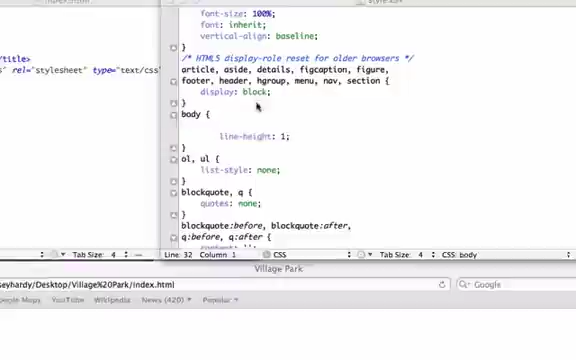 font-size: 100%;
font: inherit;
vertical-align: baseline;
}
/title>
/* HTML5 display-role reset for older browsers */
s' rel="stylesheet" type="text/css"
article, aside, details, figcaption, figure,
footer, header, hgroup, menu, nav, section {
display: block;
}
body {
line-height: 1;
}
ol, ul {
list-style: none;
}
blockquote, q {
quotes: none;
}
blockquote:before, blockquote:after,
q:before, q:after {
Tab Size: 4
Line: 32 Column: 1
CSS
Tab Size: 4
CSS: body
Village Park
seyhardy/Desktop/Village%20Park/index.html
Google
Google Maps YouTube Wikipedia News (420) Popular